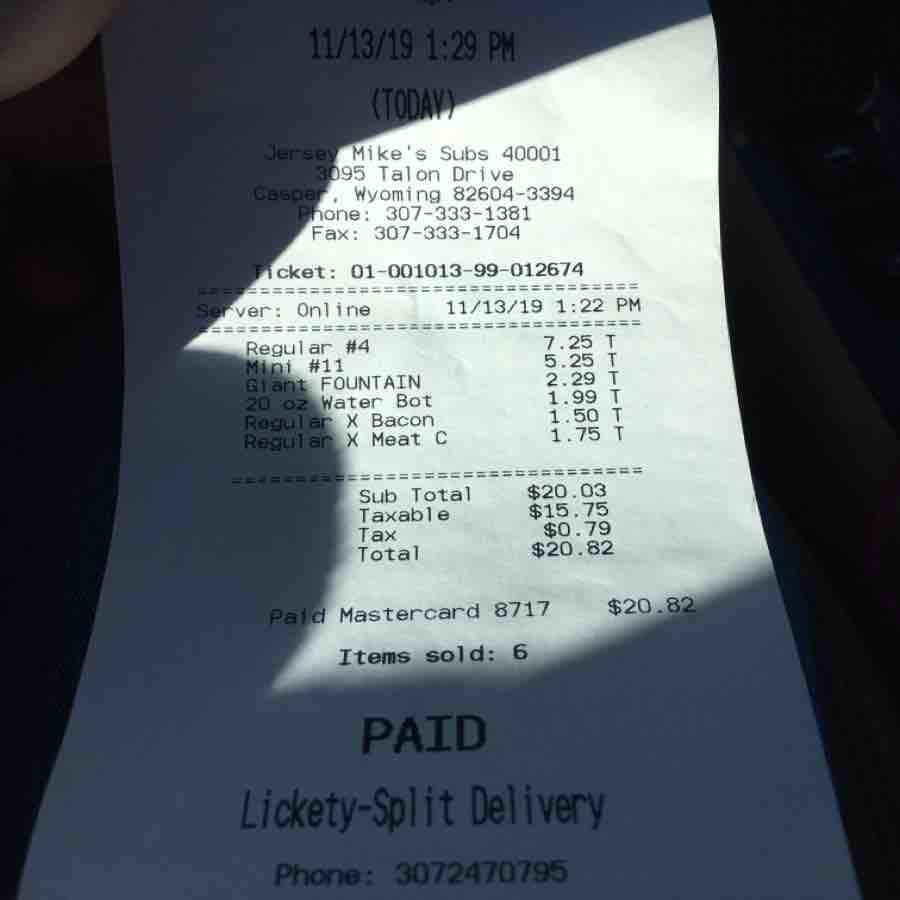 11/13/19 1:29 PM
(TODAY)
Jersey Mike's Subs 40001
3095 Talon Drive
Casper, Wyoming 82604-3394
Phone: 307-333-1381
Fax: 307-333-1704
Ticket: 01-001013-99-012674
================================
Server: Online 11/13/19 1:22 PM
================================
Regular #4 7.25 T
Mini #11 5.25 T
Giant FOUNTAIN 2.29 T
20 oz Water Bot 1.99 T
Regular X Bacon 1.50 T
Regular X Meat C 1.75 T
==============================
Sub Total $20.03
Taxable $15.75
Tax $0.79
Total $20.82
Paid Mastercard 8717 $20.82
Items sold: 6
PAID
Lickety-Split Delivery
Phone: 3072470795